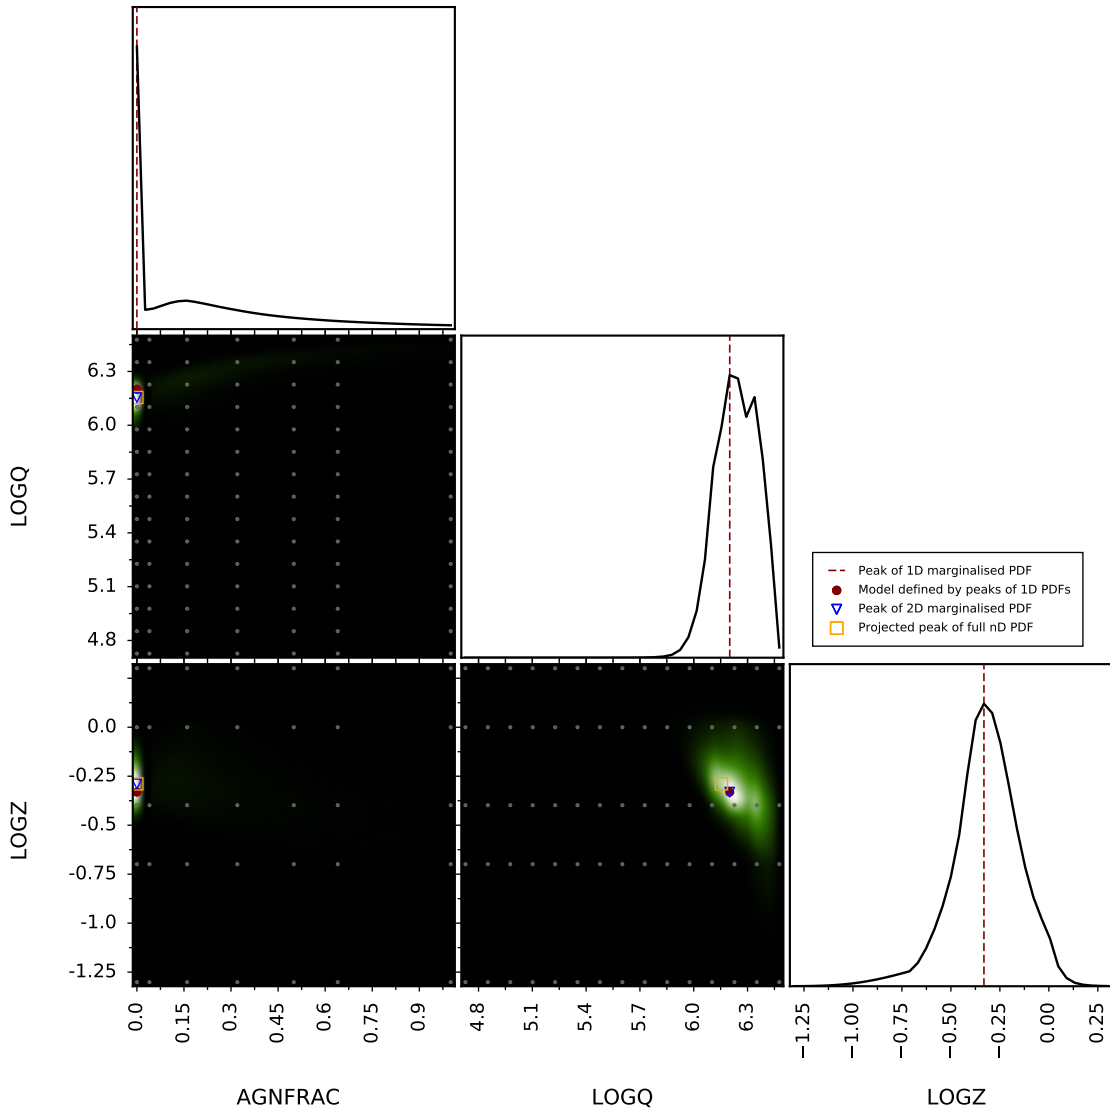 6.3
6.0
5.7
5.4
5.1
4.8
LOGQ
Peak of 1D marginalised PDF
Model defined by peaks of 1D PDFs
Peak of 2D marginalised PDF
Projected peak of full nD PDF
0.0
-0.25
-0.5
-0.75
-1.0
-1.25
LOGZ
0.0 0.15 0.3 0.45 0.6 0.75 0.9
4.8 5.1 5.4 5.7 6.0 6.3
−1.25 −1.00 −0.75 −0.50 −0.25 0.00 0.25
AGNFRAC LOGQ LOGZ